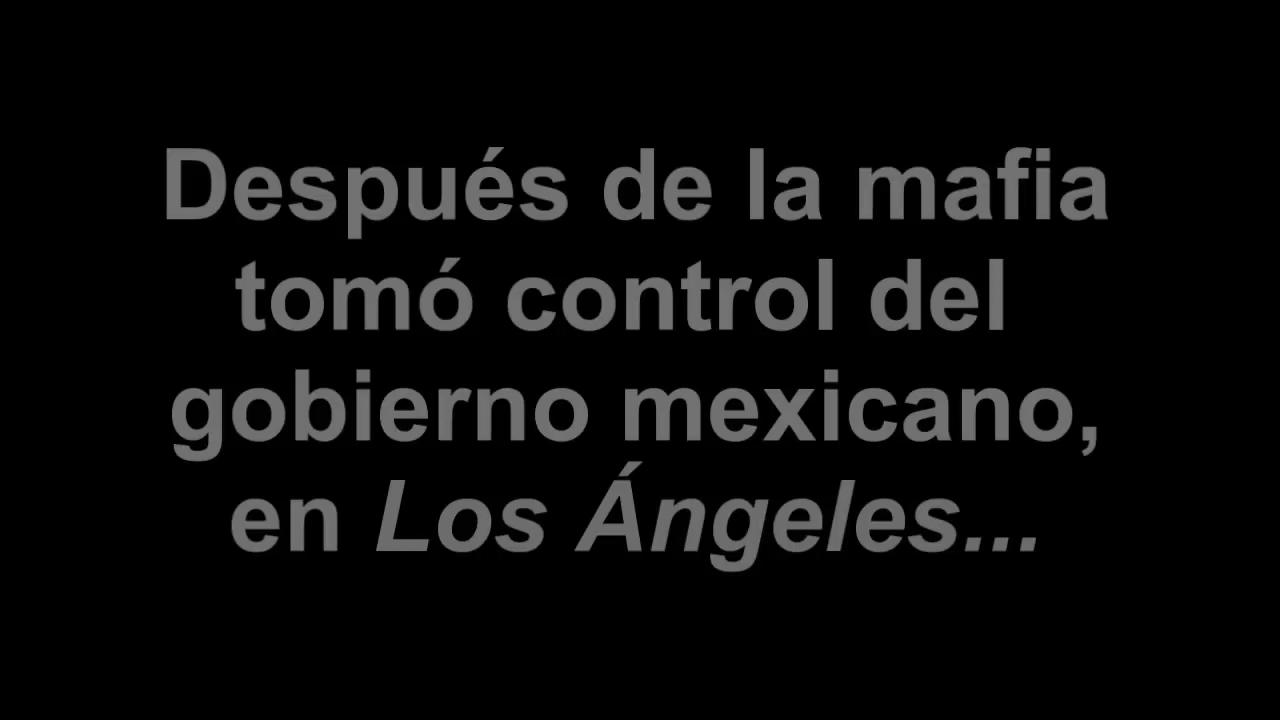 Después de la mafia
tomó control del
gobierno mexicano,
en Los Ángeles...